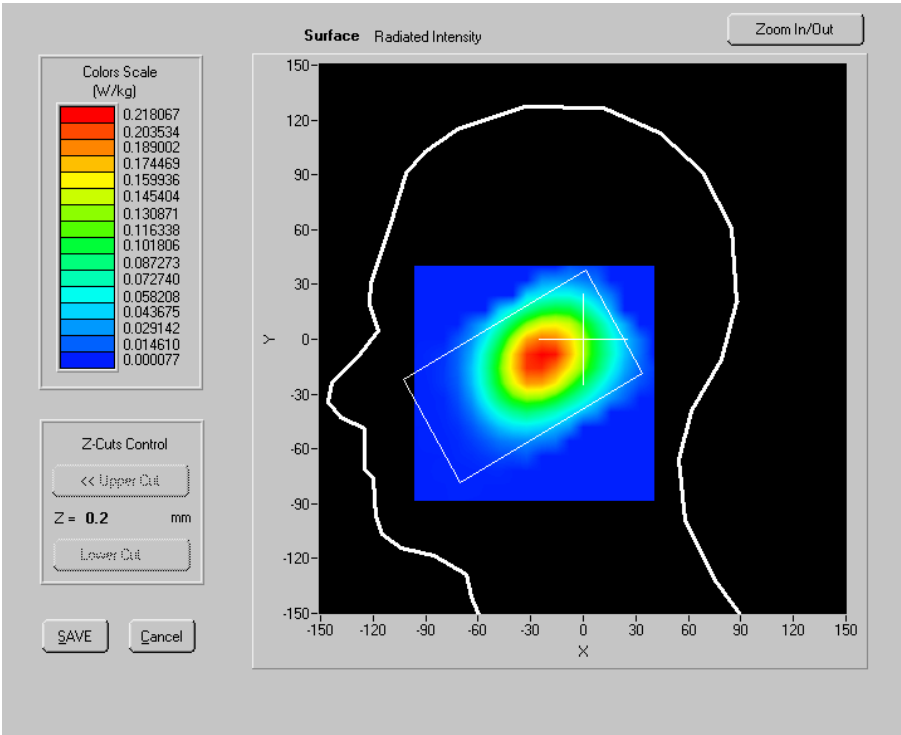 Surface Radiated Intensity
Zoom In/Out
Colors Scale
(W/kg)
0.218067
0.203534
0.189002
0.174469
0.159936
0.145404
0.130871
0.116338
0.101806
0.087273
0.072740
0.058208
0.043675
0.029142
0.014610
0.000077
Z-Cuts Control
<< Upper Cut
Z = 0.2 mm
Lower Cut
SAVE
Cancel
150
120
90
60
30
0
-30
-60
-90
-120
-150
Y
-150 -120 -90 -60 -30 0 30 60 90 120 150
X